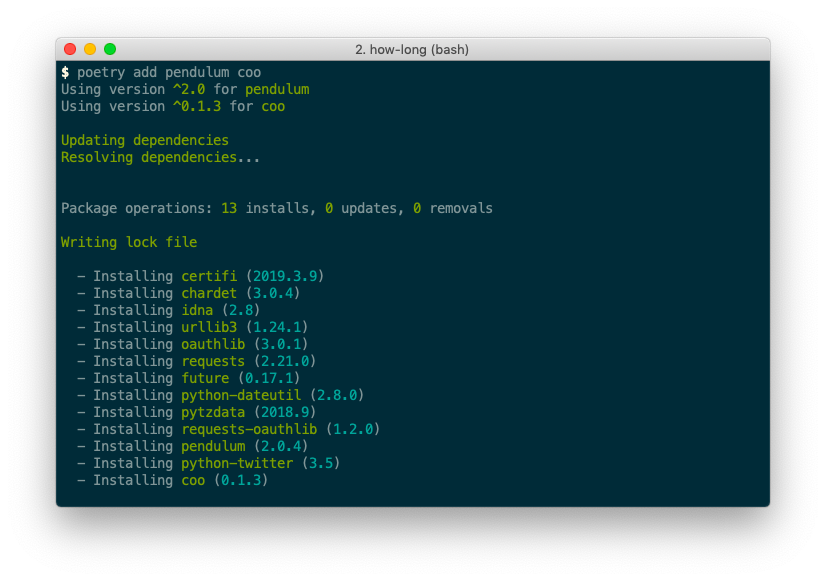 2. how-long (bash)
$ poetry add pendulum coo
Using version ^2.0 for pendulum
Using version ^0.1.3 for coo
Updating dependencies
Resolving dependencies...
Package operations: 13 installs, 0 updates, 0 removals
Writing lock file
– Installing certifi (2019.3.9)
– Installing chardet (3.0.4)
– Installing idna (2.8)
– Installing urllib3 (1.24.1)
– Installing oauthlib (3.0.1)
– Installing requests (2.21.0)
– Installing future (0.17.1)
– Installing python-dateutil (2.8.0)
– Installing pytzdata (2018.9)
– Installing requests-oauthlib (1.2.0)
– Installing pendulum (2.0.4)
– Installing python-twitter (3.5)
– Installing coo (0.1.3)